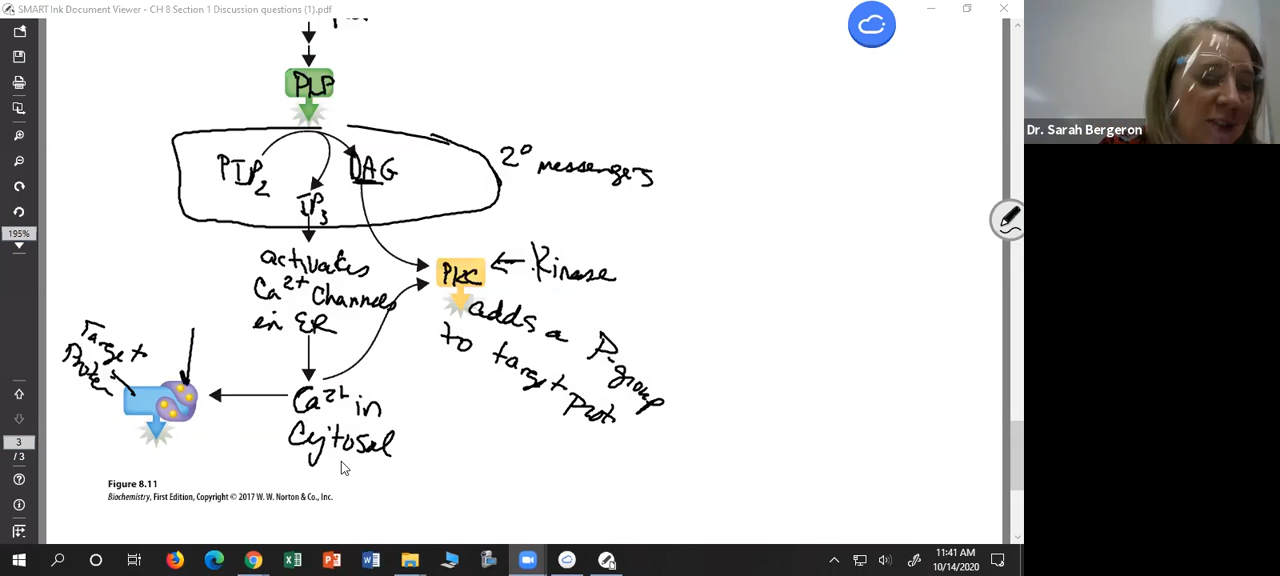 SMART Ink Document Viewer - CH 8 Section 1 Discussion questions (1).pdf
Dr. Sarah Bergeron
PLP
PIP2
DAG
IP3
2° messengers
activates
Ca2+ Channels
in ER
PKC
← Kinase
adds a P-group
to target Prot
Target
Protein
Ca2+ in
Cytosol
195%
3
/ 3
Figure 8.11
Biochemistry, First Edition, Copyright © 2017 W. W. Norton & Co., Inc.
11:41 AM
10/14/2020